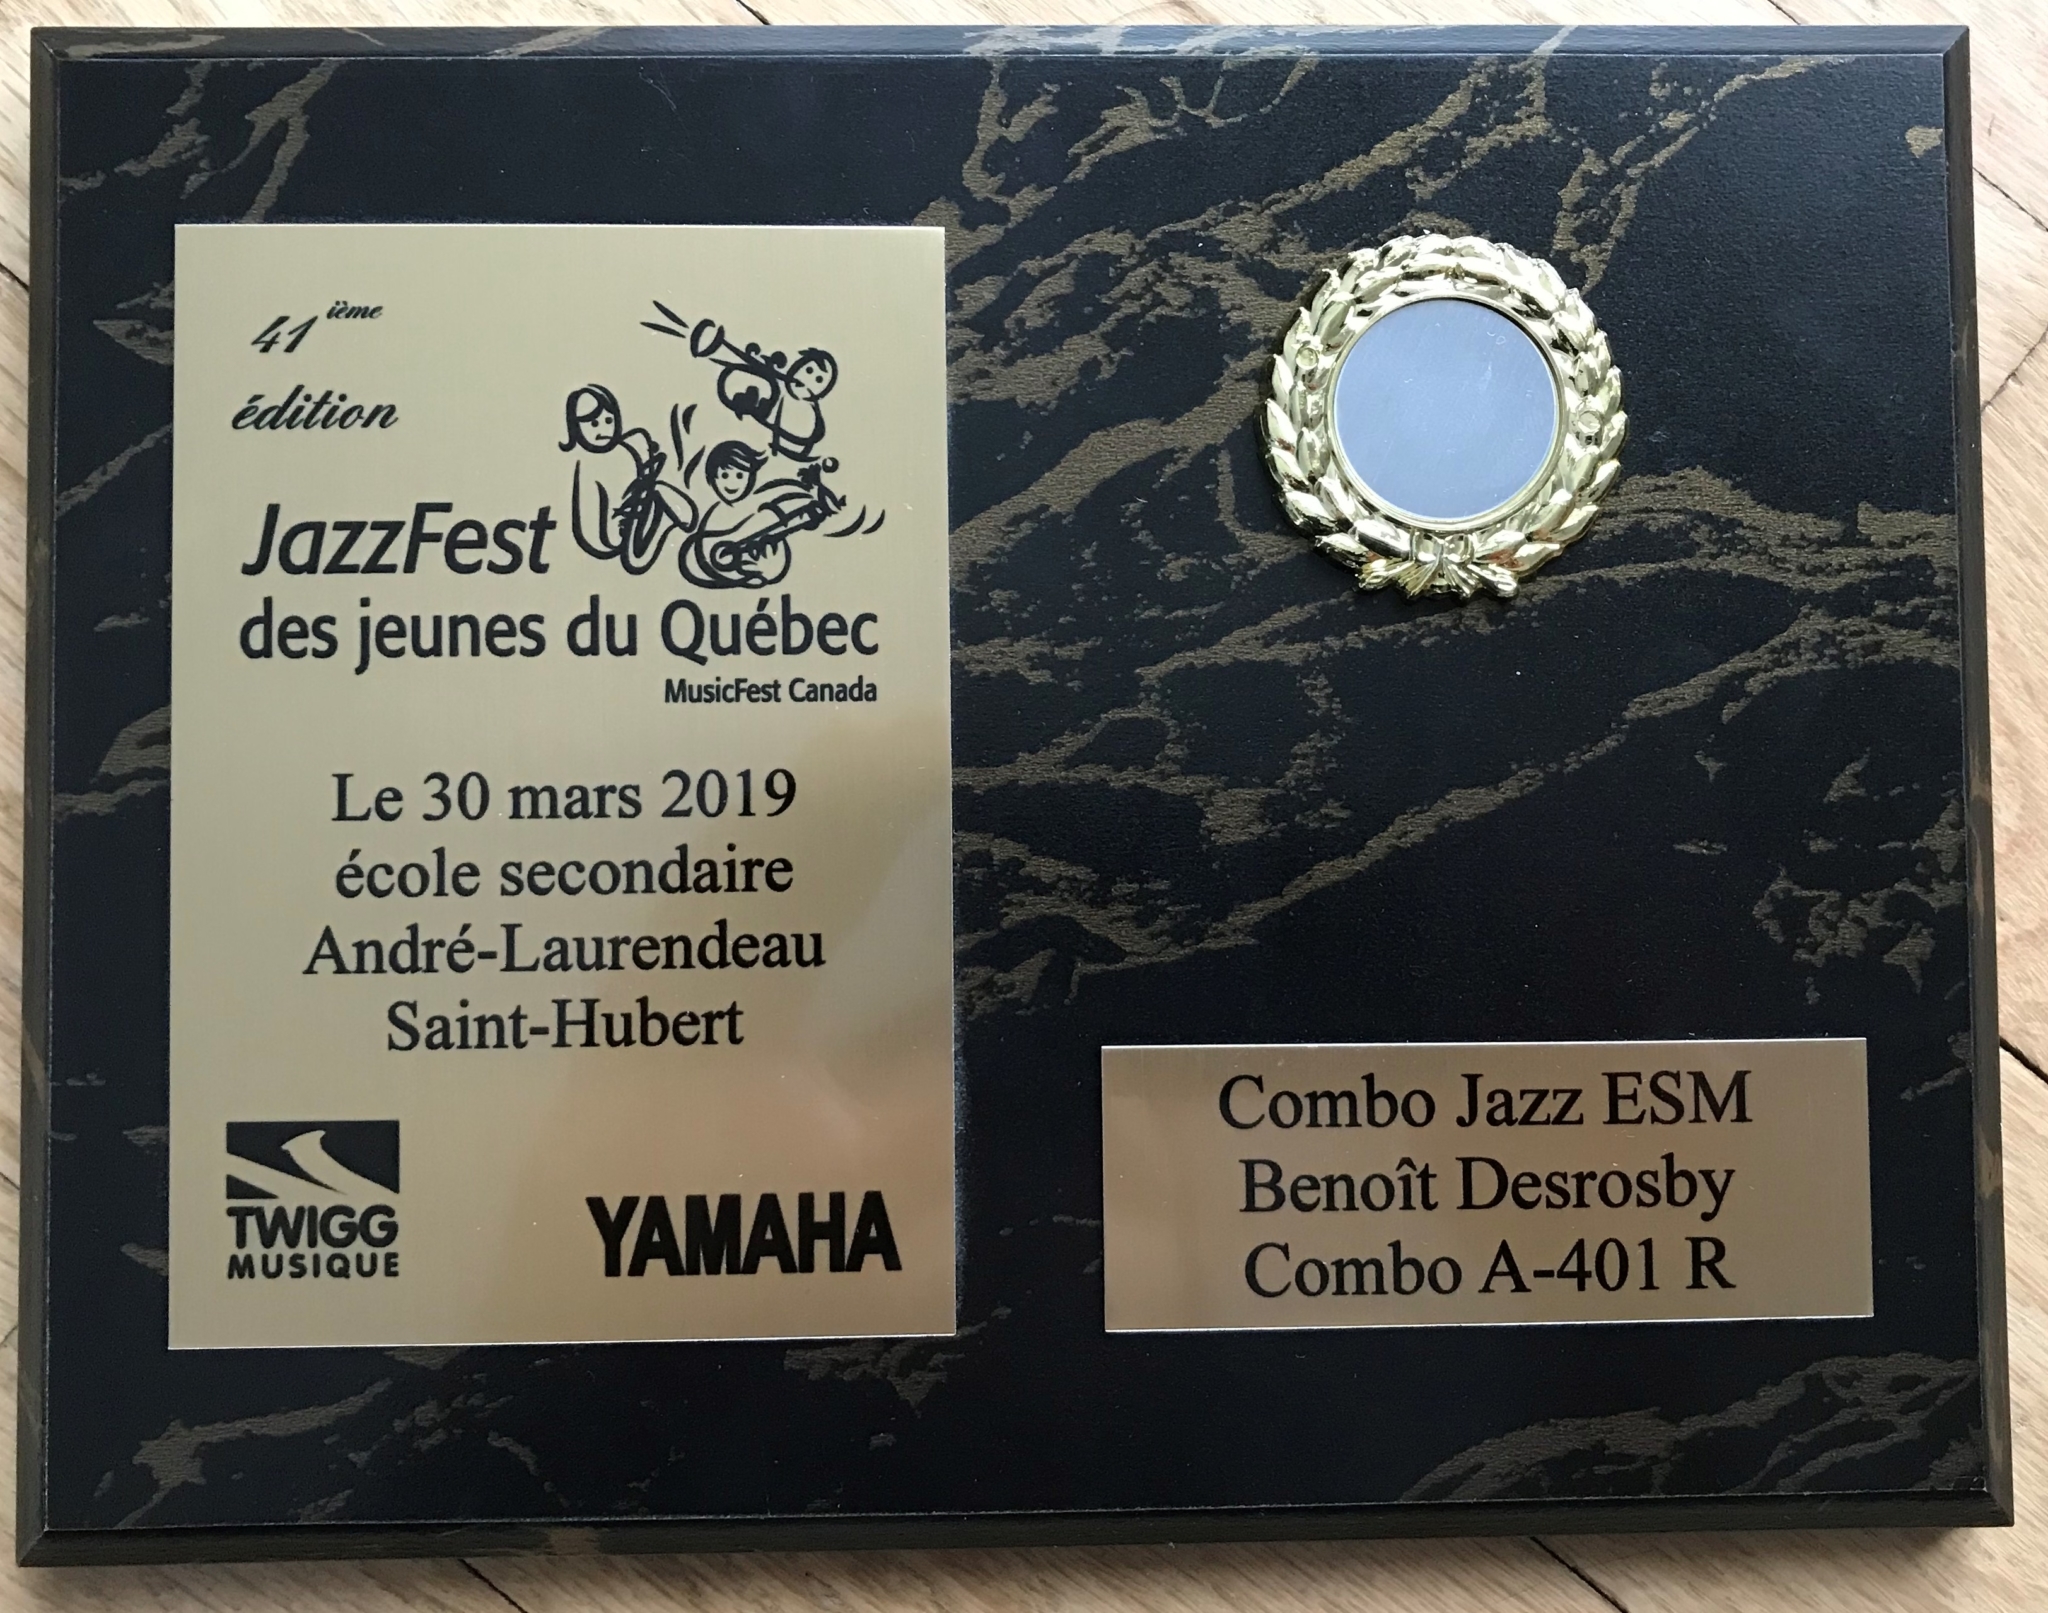 41ième
édition
JazzFest
des jeunes du Québec
MusicFest Canada
Le 30 mars 2019
école secondaire
André-Laurendeau
Saint-Hubert
TWIGG
MUSIQUE
YAMAHA
Combo Jazz ESM
Benoît Desrosby
Combo A-401 R